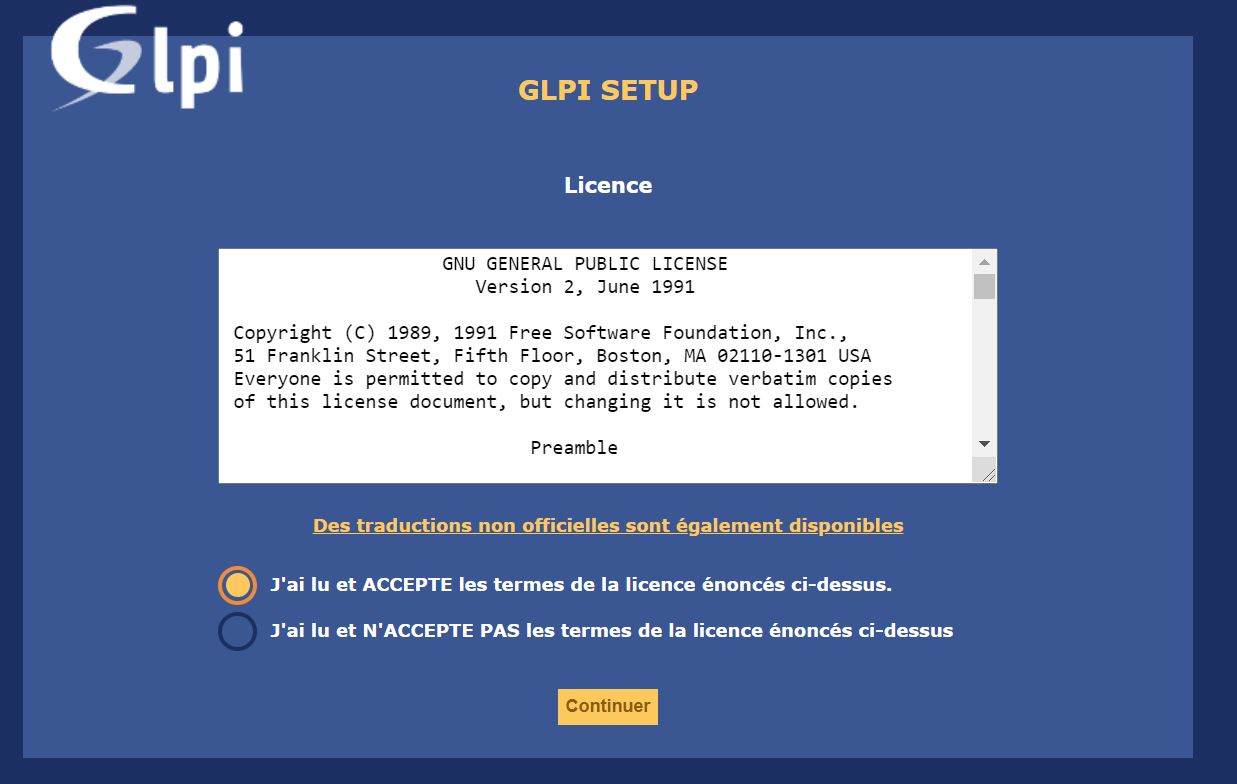 Glpi
GLPI SETUP
Licence
GNU GENERAL PUBLIC LICENSE
Version 2, June 1991
Copyright (C) 1989, 1991 Free Software Foundation, Inc.,
51 Franklin Street, Fifth Floor, Boston, MA 02110-1301 USA
Everyone is permitted to copy and distribute verbatim copies
of this license document, but changing it is not allowed.
Preamble
Des traductions non officielles sont également disponibles
J'ai lu et ACCEPTE les termes de la licence énoncés ci-dessus.
J'ai lu et N'ACCEPTE PAS les termes de la licence énoncés ci-dessus
Continuer